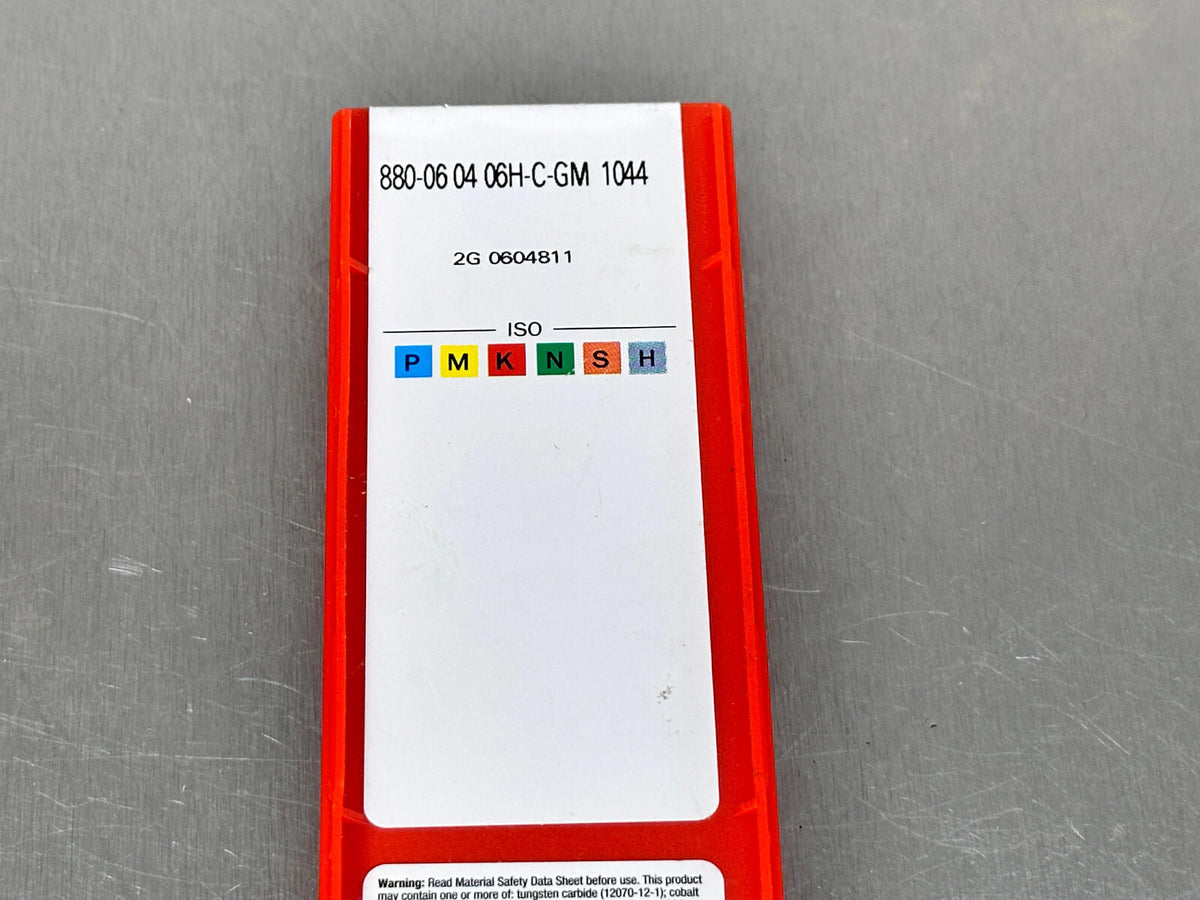 880-06 04 06H-C-GM 1044
2G 0604811
ISO
P M K N S H
Warning: Read Material Safety Data Sheet before use. This product
may contain one or more of: tungsten carbide (12070-12-1); cobalt